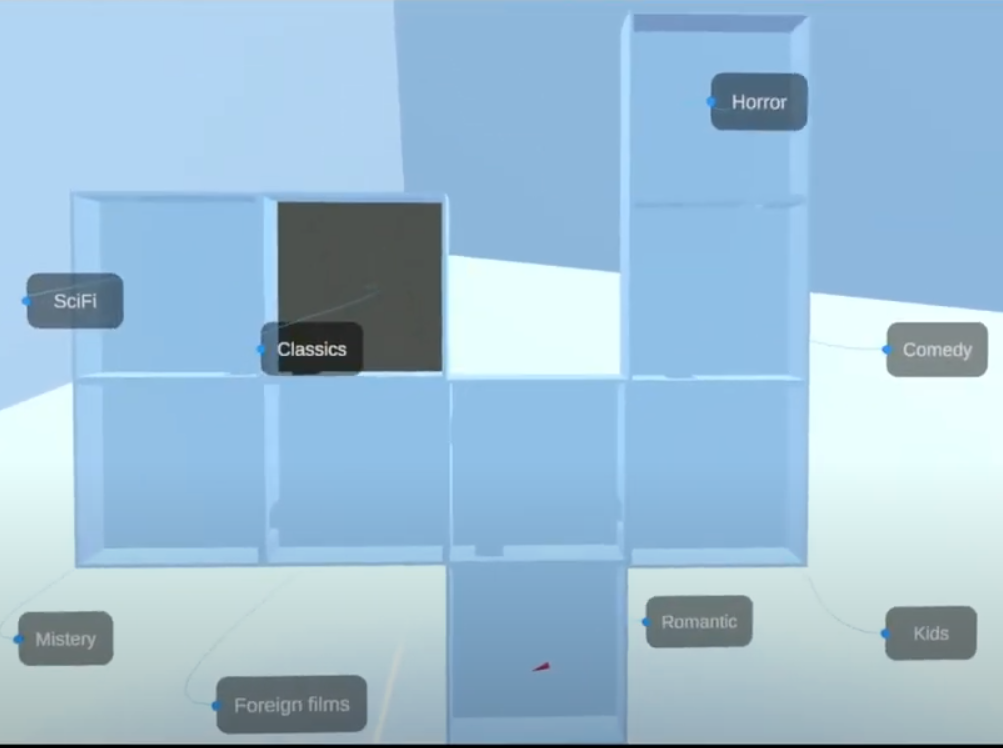 Horror
SciFi
Classics
Comedy
Mistery
Foreign films
Romantic
Kids